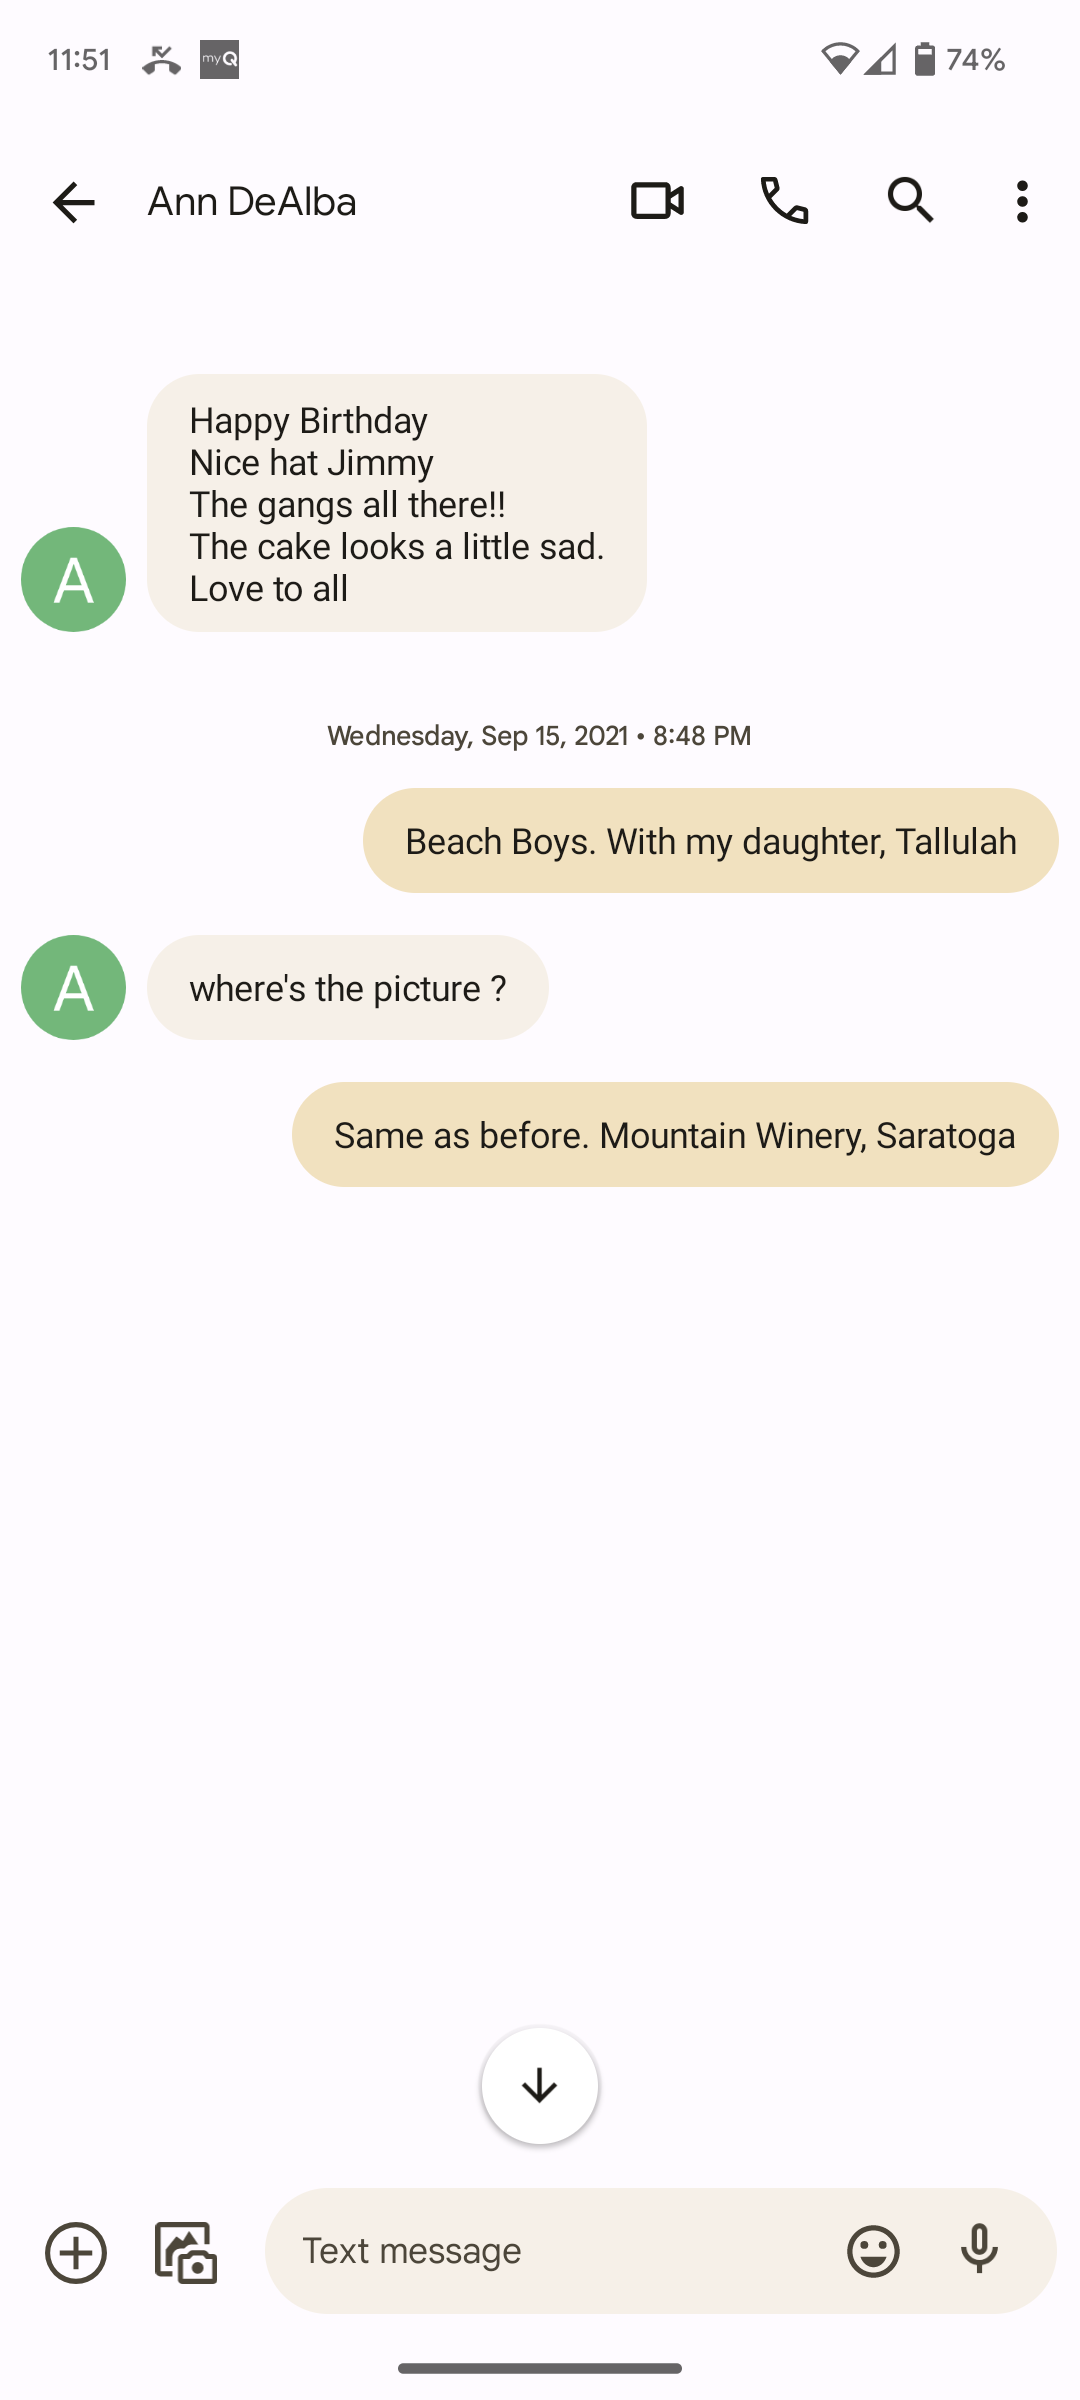 11:51 myQ 74%
Ann DeAlba
Happy Birthday
Nice hat Jimmy
The gangs all there!!
The cake looks a little sad.
Love to all
A
Wednesday, Sep 15, 2021 • 8:48 PM
Beach Boys. With my daughter, Tallulah
A
where's the picture ?
Same as before. Mountain Winery, Saratoga
Text message